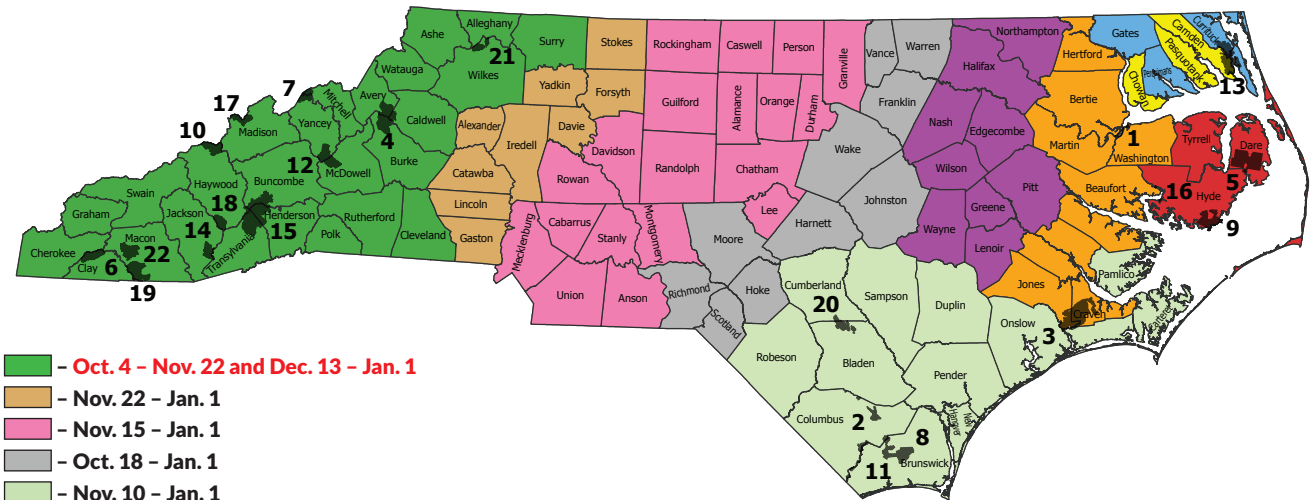 Alleghany
Ashe
Surry
Stokes
Rockingham
Caswell
Person
Granville
Vance
Warren
Northampton
Hertford
Gates
Camden
Currituck
Pasquotank
Perquimans
Chowan
13
21
Wilkes
Watauga
Yadkin
Forsyth
Guilford
Alamance
Orange
Durham
Franklin
Halifax
Bertie
7
Mitchell
Avery
17
Madison
Yancey
4
Caldwell
Alexander
Davie
Iredell
Davidson
Nash
Edgecombe
Martin
1
Washington
Tyrrell
Dare
10
12
McDowell
Burke
Catawba
Rowan
Randolph
Chatham
Wake
Wilson
Pitt
Beaufort
16
Hyde
5
9
Swain
Haywood
Buncombe
18
Graham
Jackson
14
Henderson
15
Rutherford
Lincoln
Cabarrus
Stanly
Montgomery
Lee
Harnett
Johnston
Greene
Wayne
Lenoir
Cherokee
Macon
22
Clay
6
19
Transylvania
Polk
Cleveland
Gaston
Mecklenburg
Union
Anson
Moore
Richmond
Hoke
Scotland
Cumberland
20
Sampson
Duplin
Jones
Craven
Pamlico
Carteret
Onslow
3
Robeson
Bladen
Pender
New
Hanover
Columbus
2
8
11
Brunswick
– Oct. 4 – Nov. 22 and Dec. 13 – Jan. 1
– Nov. 22 – Jan. 1
– Nov. 15 – Jan. 1
– Oct. 18 – Jan. 1
– Nov. 10 – Jan. 1